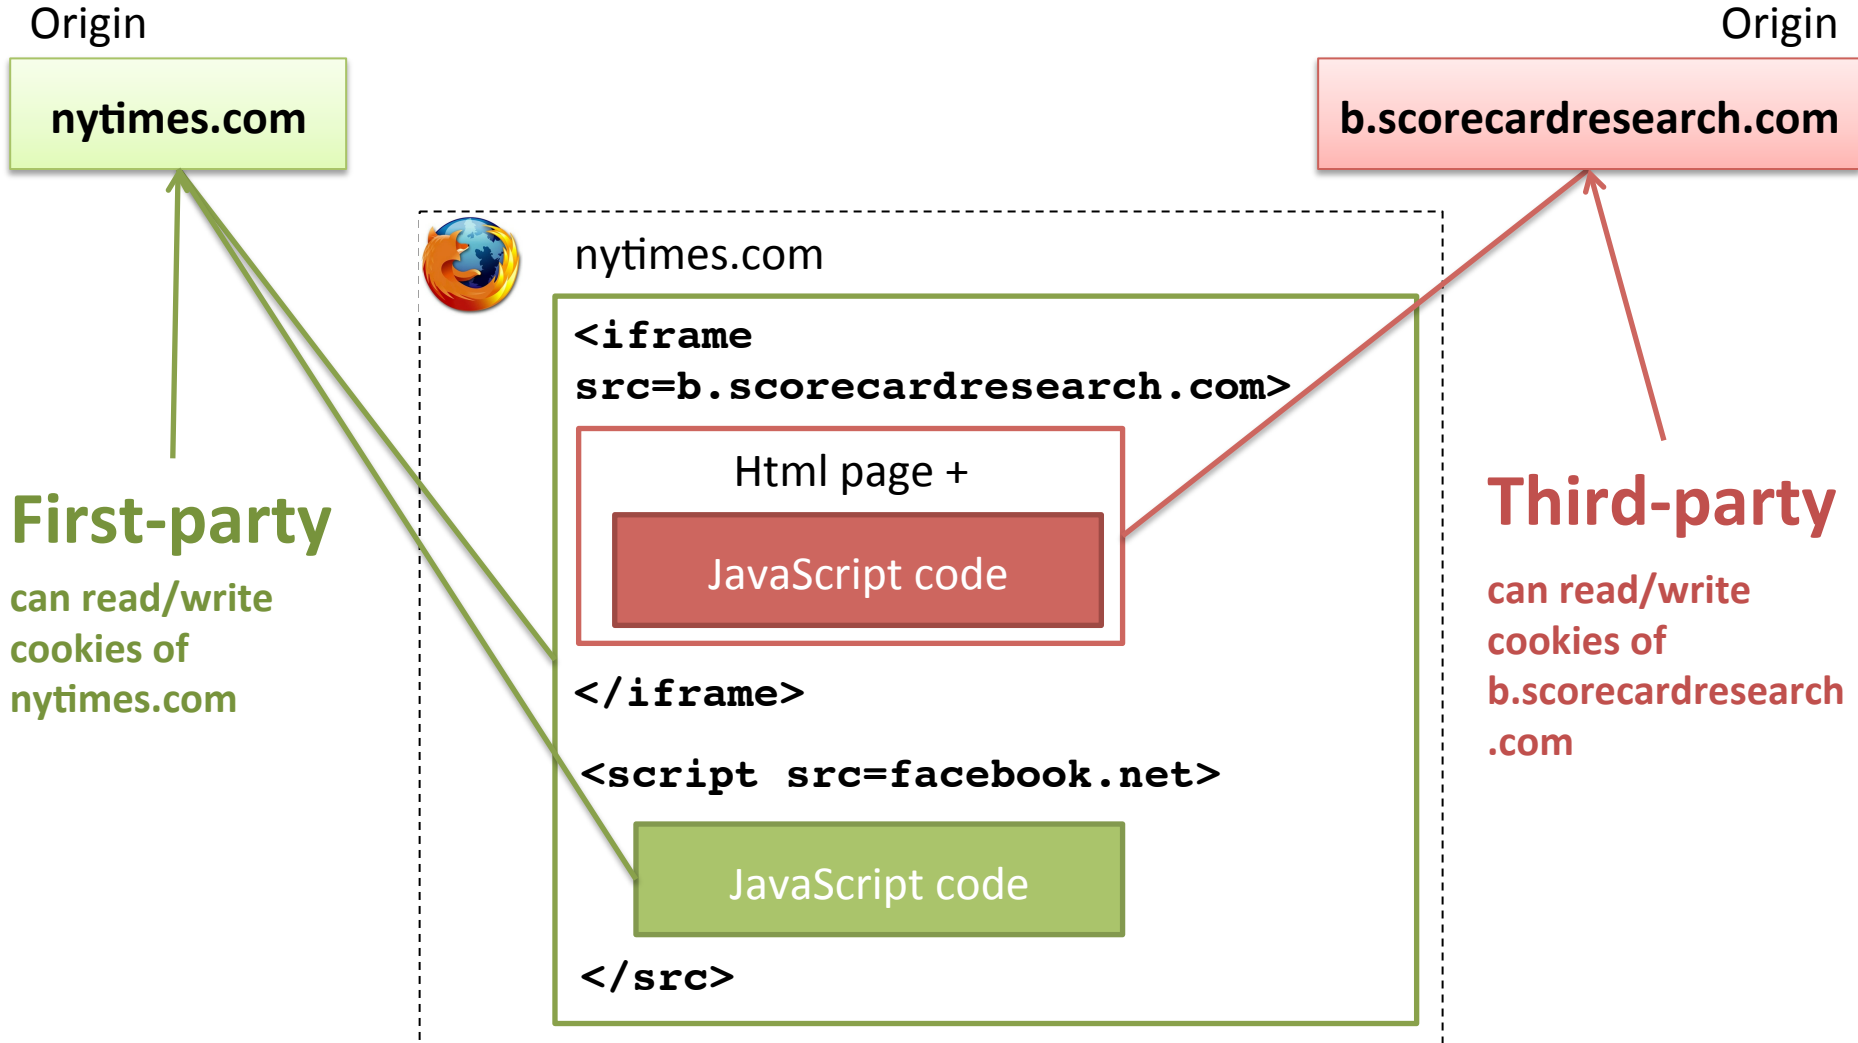 Origin
nytimes.com
Origin
b.scorecardresearch.com
nytimes.com
<iframe
src=b.scorecardresearch.com>
Html page +
JavaScript code
</iframe>
<script src=facebook.net>
JavaScript code
</src>
First-party
can read/write
cookies of
nytimes.com
Third-party
can read/write
cookies of
b.scorecardresearch
.com